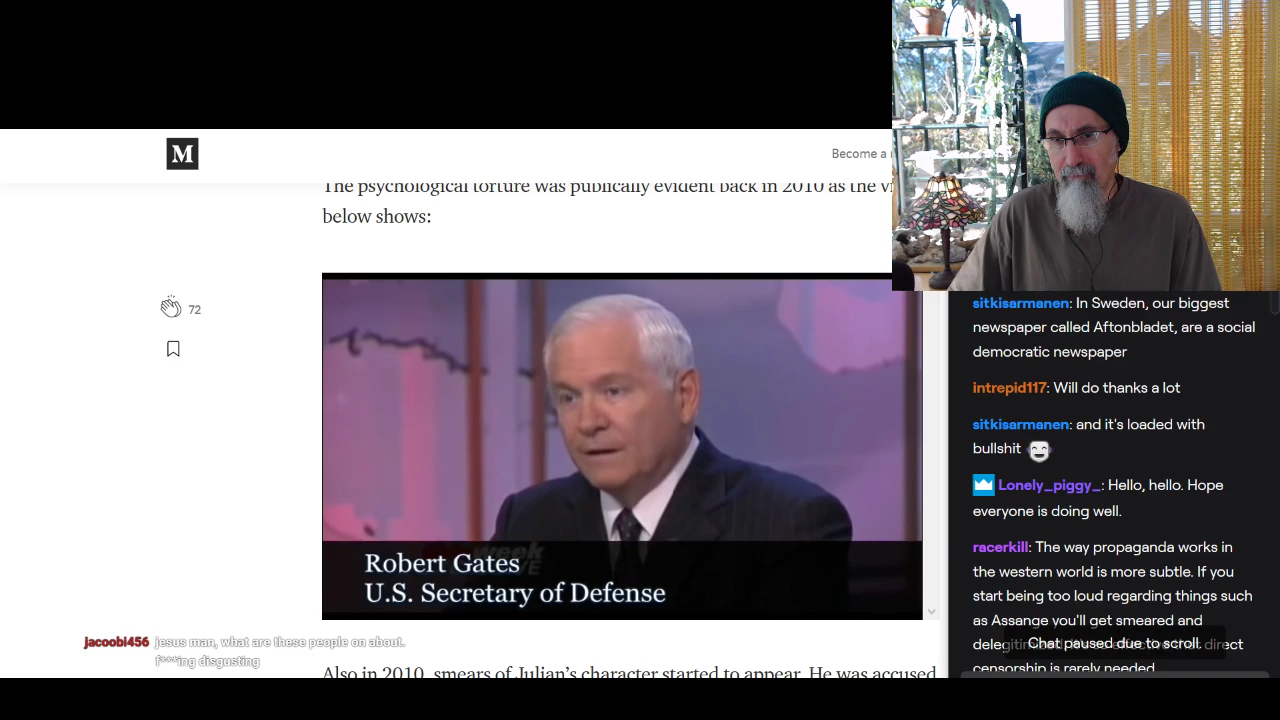 M
Become a
The psychological torture was publically evident back in 2010 as the vi
below shows:
72
Robert Gates
U.S. Secretary of Defense
jacoobi456 jesus man, what are these people on about.
f***ing disgusting
Also in 2010, smears of Julian's character started to appear. He was accused
sitkisarmanen: In Sweden, our biggest
newspaper called Aftonbladet, are a social
democratic newspaper
intrepid117: Will do thanks a lot
sitkisarmanen: and it's loaded with
bullshit
Lonely_piggy_: Hello, hello. Hope
everyone is doing well.
racerkill: The way propaganda works in
the western world is more subtle. If you
start being too loud regarding things such
as Assange you'll get smeared and
that direct
Chat paused due to scroll.
censorship is rarely needed